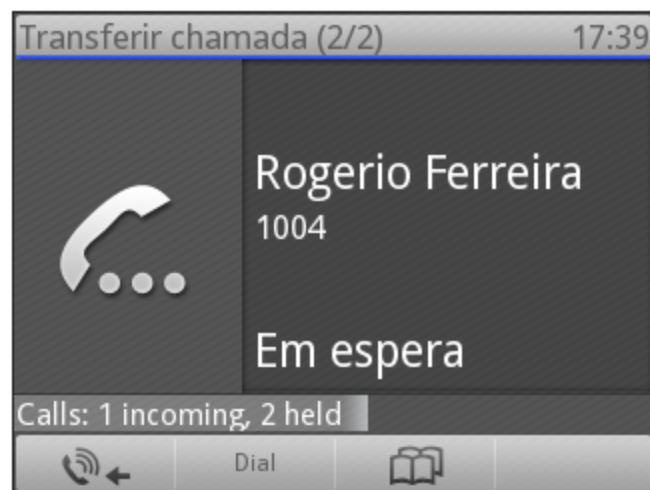 Transferir chamada (2/2) 17:39
Rogerio Ferreira
1004
Em espera
Calls: 1 incoming, 2 held
Dial